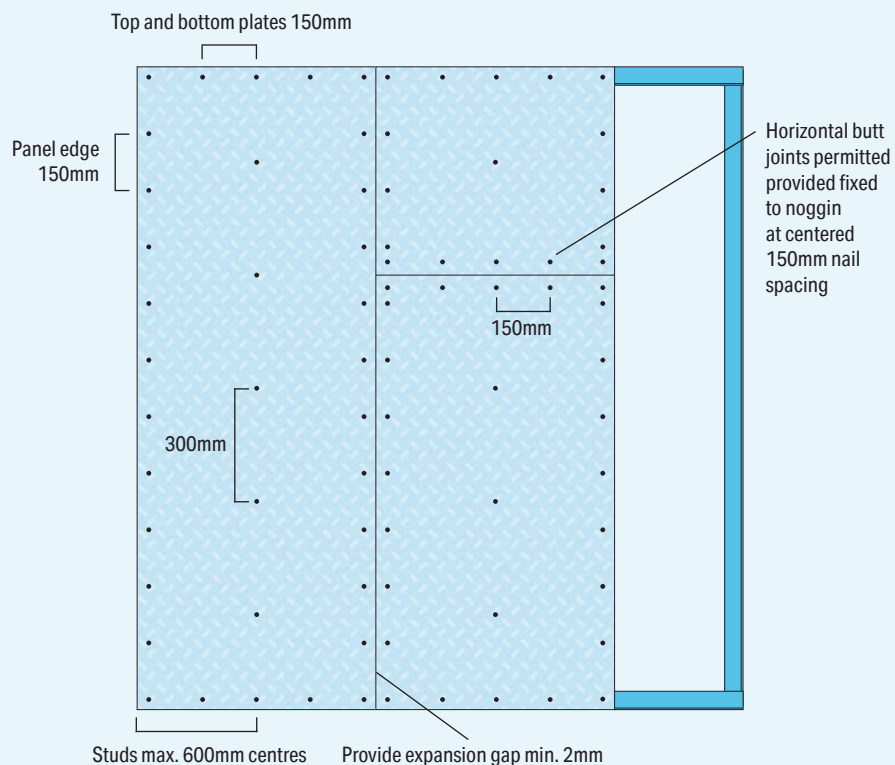 Top and bottom plates 150mm
Panel edge
150mm
Horizontal butt
joints permitted
provided fixed
to noggin
at centered
150mm nail
spacing
150mm
300mm
Studs max. 600mm centres
Provide expansion gap min. 2mm